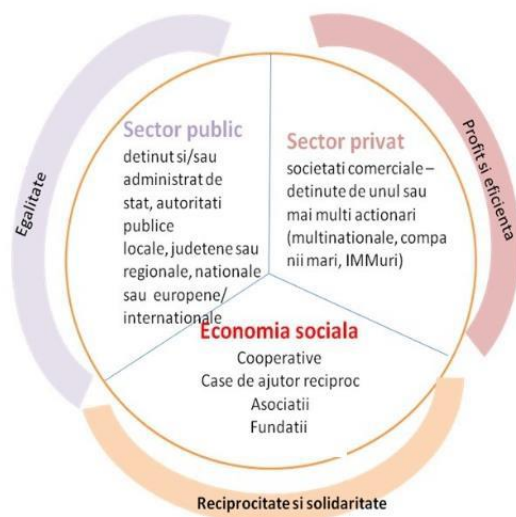 Egalitate
Sector public
detinut si/sau
administrat de
stat, autoritati
publice
locale, judetene sau
regionale, nationale
sau europene/
internationale
Sector privat
societati comerciale –
detinute de unul sau
mai multi actionari
(multinationale, compa
nii mari, IMMuri)
Profit si eficienta
Economia sociala
Cooperative
Case de ajutor reciproc
Asociatii
Fundatii
Reciprocitate si solidaritate